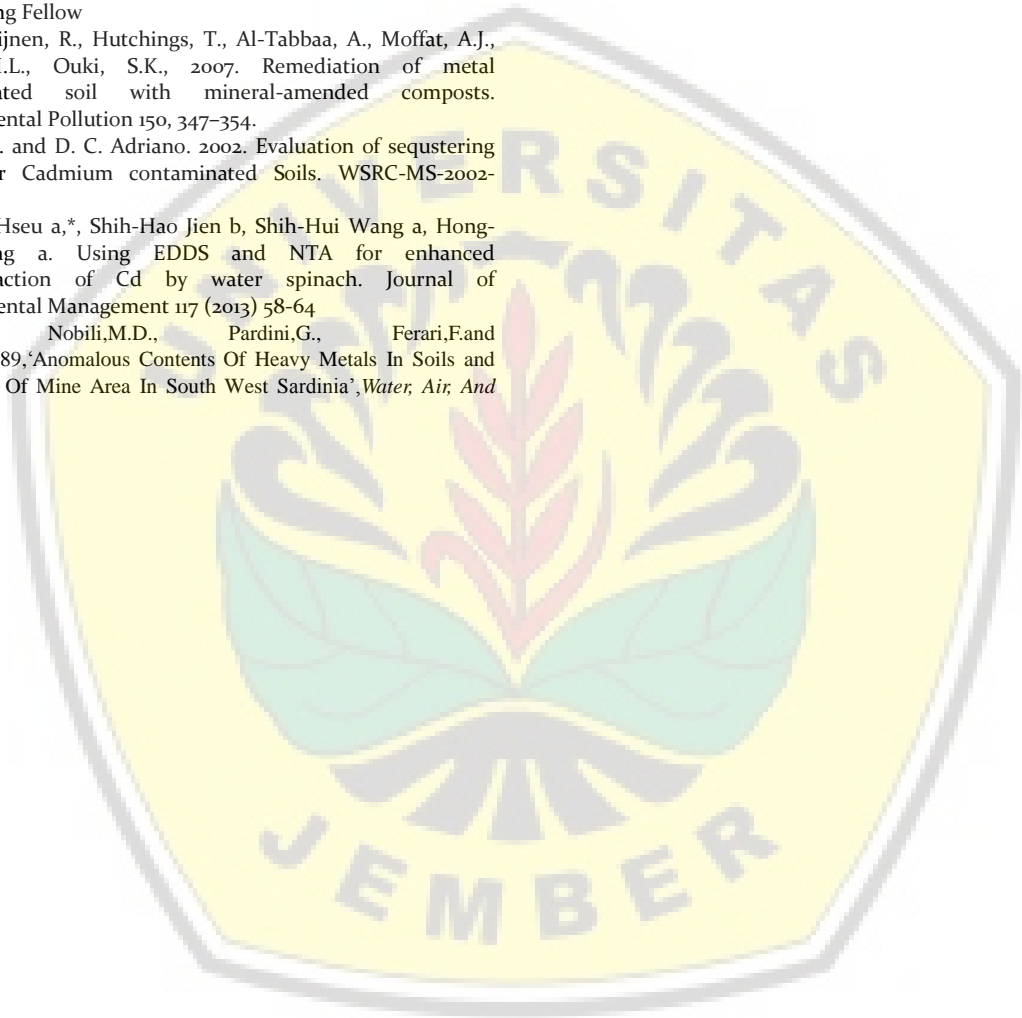 ng Fellow
ijnen, R., Hutchings, T., Al-Tabbaa, A., Moffat, A.J.,
M.L., Ouki, S.K., 2007. Remediation of metal
ated soil with mineral-amended composts.
ental Pollution 150, 347–354.
. and D. C. Adriano. 2002. Evaluation of sequstering
r Cadmium contaminated Soils. WSRC-MS-2002-
Hseu a,*, Shih-Hao Jien b, Shih-Hui Wang a, Hong-
ng a. Using EDDS and NTA for enhanced
action of Cd by water spinach. Journal of
ental Management 117 (2013) 58-64
Nobili,M.D., Pardini,G., Ferari,F.and
89,‘Anomalous Contents Of Heavy Metals In Soils and
Of Mine Area In South West Sardinia’,Water, Air, And
UNIVERSITAS
JEMBER